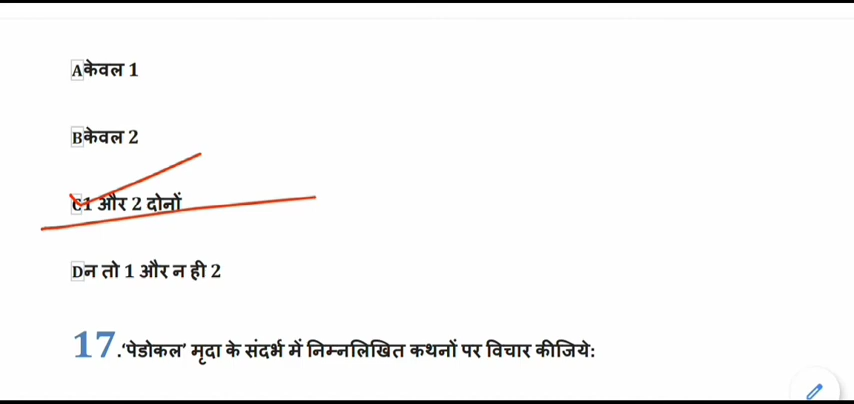 Aकेवल 1
Bकेवल 2
C1 और 2 दोनों
Dन तो 1 और न ही 2
17.‘पेडोकल’ मृदा के संदर्भ में निम्नलिखित कथनों पर विचार कीजिये: